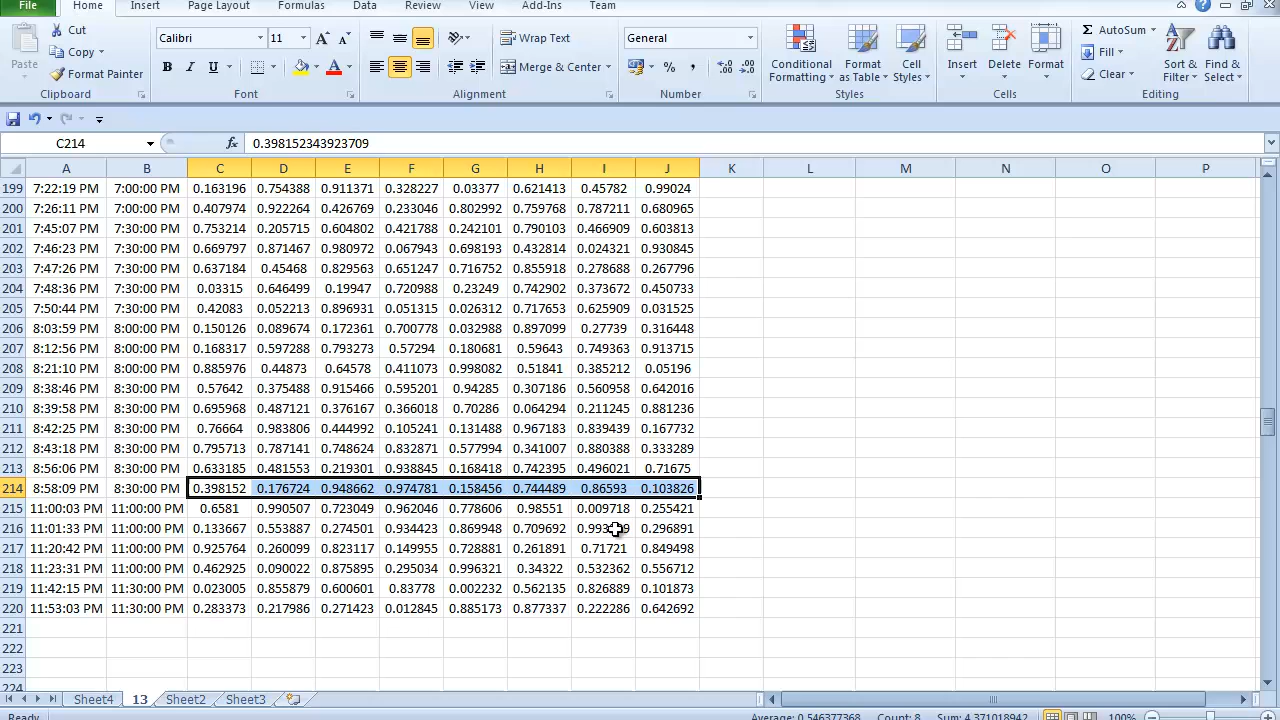 File Home Insert Page Layout Formulas Data Review View Add-Ins Team
Cut Calibri 11 Wrap Text General AutoSum
Copy Fill
Paste Format Painter Merge & Center Conditional Formatting Format as Table Cell Styles Insert Delete Format Clear Sort & Filter Find & Select
Clipboard Font Alignment Number Styles Cells Editing
C214 fx 0.398152343923709
A B C D E F G H I J K L M N O P
199 7:22:19 PM 7:00:00 PM 0.163196 0.754388 0.911371 0.328227 0.03377 0.621413 0.45782 0.99024
200 7:26:11 PM 7:00:00 PM 0.407974 0.922264 0.426769 0.233046 0.802992 0.759768 0.787211 0.680965
201 7:45:07 PM 7:30:00 PM 0.753214 0.205715 0.604802 0.421788 0.242101 0.790103 0.466909 0.603813
202 7:46:23 PM 7:30:00 PM 0.669797 0.871467 0.980972 0.067943 0.698193 0.432814 0.024321 0.930845
203 7:47:26 PM 7:30:00 PM 0.637184 0.45468 0.829563 0.651247 0.716752 0.855918 0.278688 0.267796
204 7:48:36 PM 7:30:00 PM 0.03315 0.646499 0.19947 0.720988 0.23249 0.742902 0.373672 0.450733
205 7:50:44 PM 7:30:00 PM 0.42083 0.052213 0.896931 0.051315 0.026312 0.717653 0.625909 0.031525
206 8:03:59 PM 8:00:00 PM 0.150126 0.089674 0.172361 0.700778 0.032988 0.897099 0.27739 0.316448
207 8:12:56 PM 8:00:00 PM 0.168317 0.597288 0.793273 0.57294 0.180681 0.59643 0.749363 0.913715
208 8:21:10 PM 8:00:00 PM 0.885976 0.44873 0.64578 0.411073 0.998082 0.51841 0.385212 0.05196
209 8:38:46 PM 8:30:00 PM 0.57642 0.375488 0.915466 0.595201 0.94285 0.307186 0.560958 0.642016
210 8:39:58 PM 8:30:00 PM 0.695968 0.487121 0.376167 0.366018 0.70286 0.064294 0.211245 0.881236
211 8:42:25 PM 8:30:00 PM 0.76664 0.983806 0.444992 0.105241 0.131488 0.967183 0.839439 0.167732
212 8:43:18 PM 8:30:00 PM 0.795713 0.787141 0.748624 0.832871 0.577994 0.341007 0.880388 0.333289
213 8:56:06 PM 8:30:00 PM 0.633185 0.481553 0.219301 0.938845 0.168418 0.742395 0.496021 0.71675
214 8:58:09 PM 8:30:00 PM 0.398152 0.176724 0.948662 0.974781 0.158456 0.744489 0.86593 0.103826
215 11:00:03 PM 11:00:00 PM 0.6581 0.990507 0.723049 0.962046 0.778606 0.98551 0.009718 0.255421
216 11:01:33 PM 11:00:00 PM 0.133667 0.553887 0.274501 0.934423 0.869948 0.709692 0.296891
217 11:20:42 PM 11:00:00 PM 0.925764 0.260099 0.823117 0.149955 0.728881 0.261891 0.71721 0.849498
218 11:23:31 PM 11:00:00 PM 0.462925 0.090022 0.875895 0.295034 0.996321 0.34322 0.532362 0.556712
219 11:42:15 PM 11:30:00 PM 0.023005 0.855879 0.600601 0.83778 0.002232 0.562135 0.826889 0.101873
220 11:53:03 PM 11:30:00 PM 0.283373 0.217986 0.271423 0.012845 0.885173 0.877337 0.222286 0.642692
221
222
223
224
Sheet4 13 Sheet2 Sheet3
Ready Average: 0.546377368 Count: 8 Sum: 4.371018942 100%